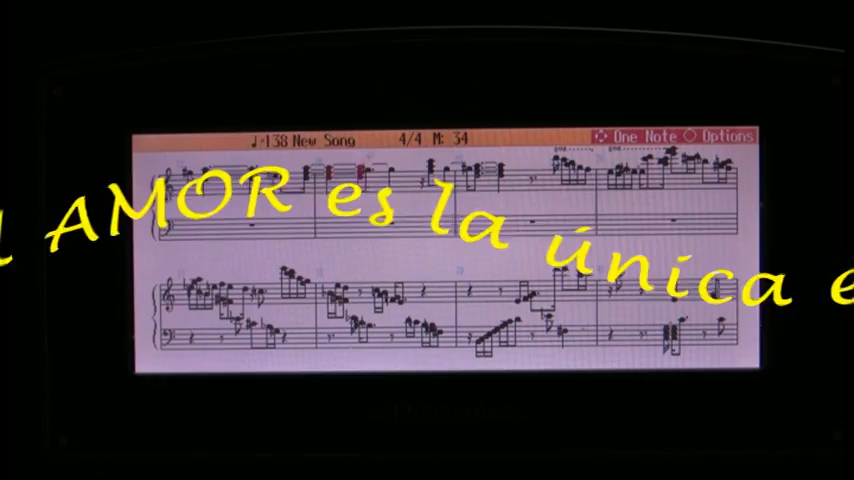 ♩=138 New Song 4/4 M: 34 One Note Options
l AMOR es la única e